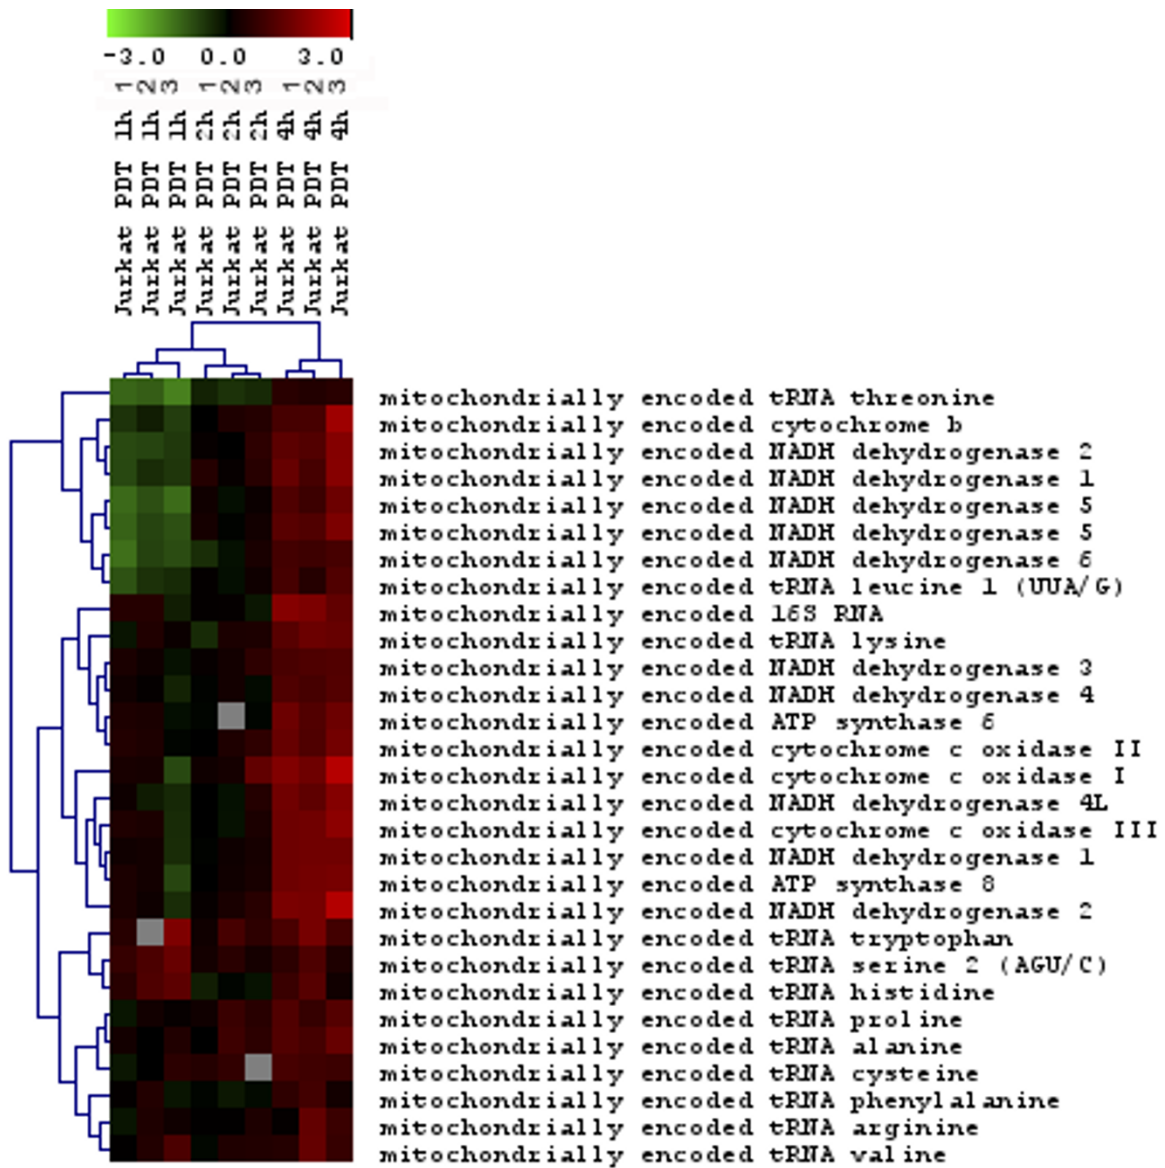 -3.0 0.0 3.0
Jurkat PDT 1h 1
Jurkat PDT 1h 2
Jurkat PDT 1h 3
Jurkat PDT 2h 1
Jurkat PDT 2h 2
Jurkat PDT 2h 3
Jurkat PDT 4h 1
Jurkat PDT 4h 2
Jurkat PDT 4h 3
mitochondrially encoded tRNA threonine
mitochondrially encoded cytochrome b
mitochondrially encoded NADH dehydrogenase 2
mitochondrially encoded NADH dehydrogenase 1
mitochondrially encoded NADH dehydrogenase 5
mitochondrially encoded NADH dehydrogenase 5
mitochondrially encoded NADH dehydrogenase 6
mitochondrially encoded tRNA leucine 1 (UUA/G)
mitochondrially encoded 16S RNA
mitochondrially encoded tRNA lysine
mitochondrially encoded NADH dehydrogenase 3
mitochondrially encoded NADH dehydrogenase 4
mitochondrially encoded ATP synthase 6
mitochondrially encoded cytochrome c oxidase II
mitochondrially encoded cytochrome c oxidase I
mitochondrially encoded NADH dehydrogenase 4L
mitochondrially encoded cytochrome c oxidase III
mitochondrially encoded NADH dehydrogenase 1
mitochondrially encoded ATP synthase 8
mitochondrially encoded NADH dehydrogenase 2
mitochondrially encoded tRNA tryptophan
mitochondrially encoded tRNA serine 2 (AGU/C)
mitochondrially encoded tRNA histidine
mitochondrially encoded tRNA proline
mitochondrially encoded tRNA alanine
mitochondrially encoded tRNA cysteine
mitochondrially encoded tRNA phenylalanine
mitochondrially encoded tRNA arginine
mitochondrially encoded tRNA valine